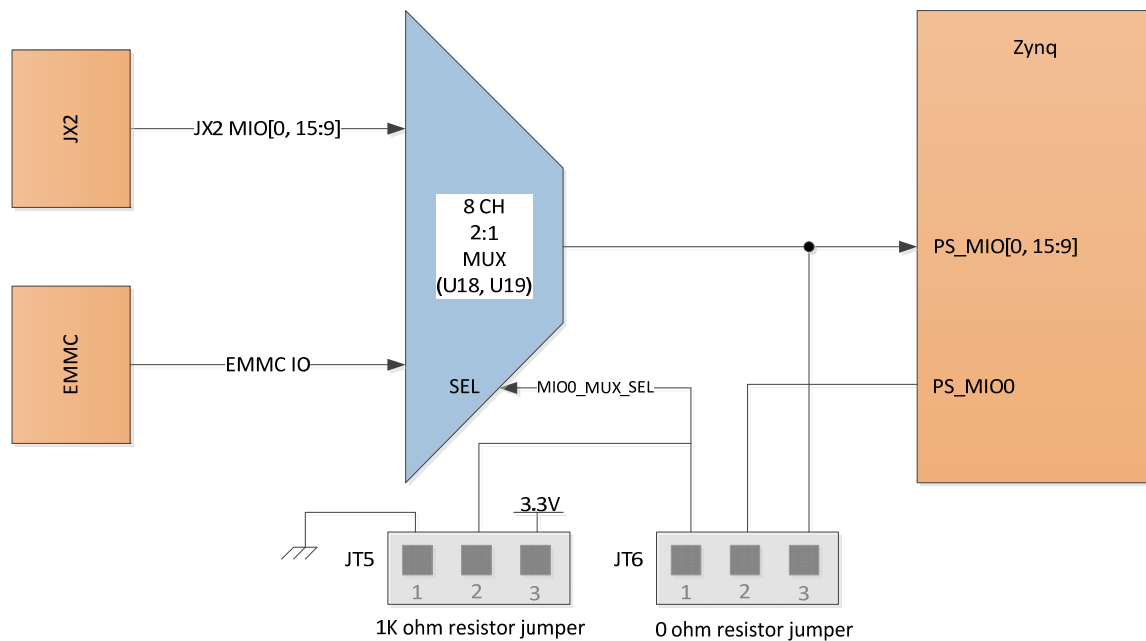 Zynq
JX2
JX2 MIO[0, 15:9]
8 CH
2:1
MUX
(U18, U19)
PS_MIO[0, 15:9]
EMMC
EMMC IO
SEL
MIO0_MUX_SEL
PS_MIO0
3.3V
JT5
1 2 3
JT6
1 2 3
1K ohm resistor jumper
0 ohm resistor jumper